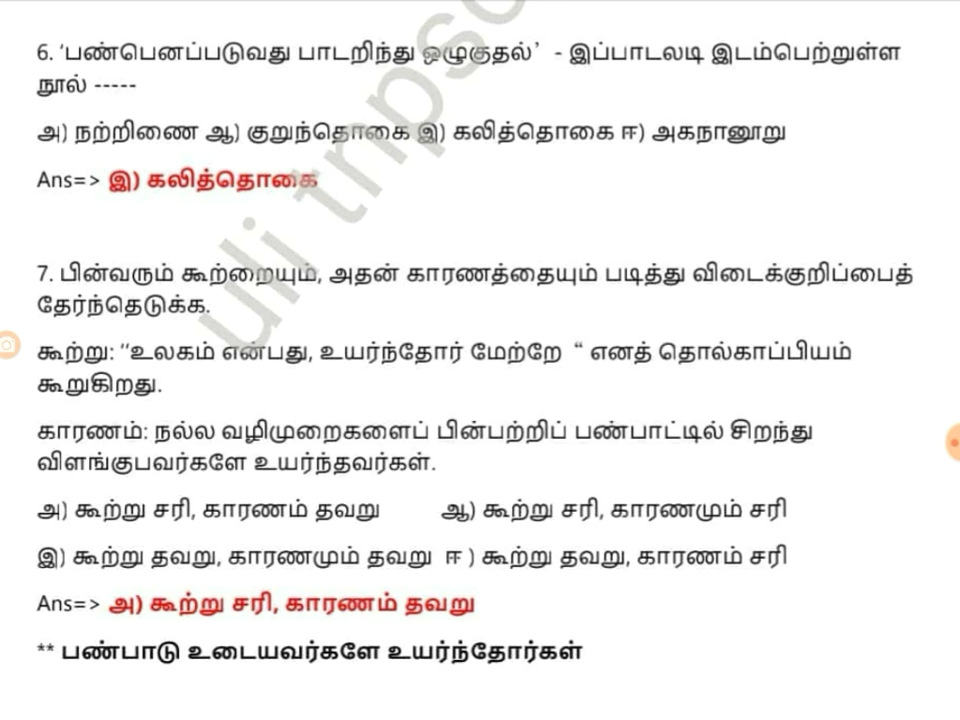 6. ‘பண்பெனப்படுவது பாடறிந்து ஒழுகுதல்’ - இப்பாடலடி இடம்பெற்றுள்ள
நூல் -----
அ) நற்றிணை ஆ) குறுந்தொகை இ) கலித்தொகை ஈ) அகநானூறு
Ans=> இ) கலித்தொகை
7. பின்வரும் கூற்றையும், அதன் காரணத்தையும் படித்து விடைக்குறிப்பைத்
தேர்ந்தெடுக்க.
கூற்று: ‘‘உலகம் என்பது, உயர்ந்தோர் மேற்றே “ எனத் தொல்காப்பியம்
கூறுகிறது.
காரணம்: நல்ல வழிமுறைகளைப் பின்பற்றிப் பண்பாட்டில் சிறந்து
விளங்குபவர்களே உயர்ந்தவர்கள்.
அ) கூற்று சரி, காரணம் தவறு ஆ) கூற்று சரி, காரணமும் சரி
இ) கூற்று தவறு, காரணமும் தவறு ஈ ) கூற்று தவறு, காரணம் சரி
Ans=> அ) கூற்று சரி, காரணம் தவறு
** பண்பாடு உடையவர்களே உயர்ந்தோர்கள்
uli tnpsc